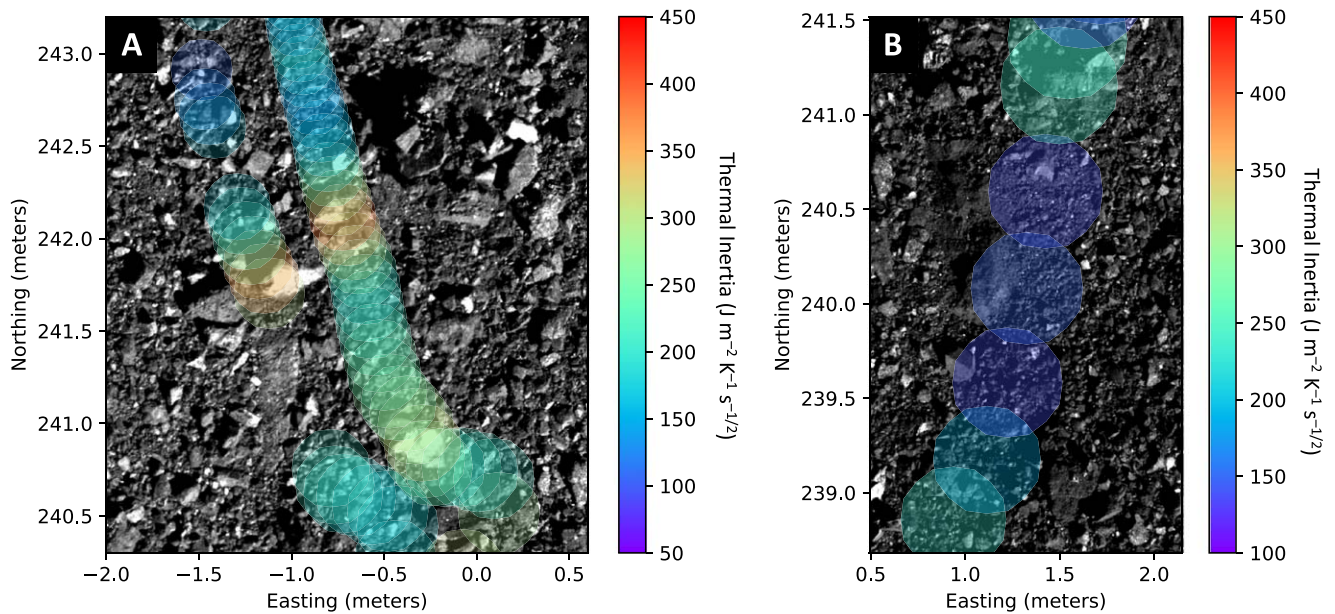 A
243.0
242.5
242.0
241.5
241.0
240.5
Northing (meters)
−2.0 −1.5 −1.0 −0.5 0.0 0.5
Easting (meters)
450
400
350
300
250
200
150
100
50
Thermal Inertia (J m⁻² K⁻¹ s⁻¹/²)
B
241.5
241.0
240.5
240.0
239.5
239.0
Northing (meters)
0.5 1.0 1.5 2.0
Easting (meters)
450
400
350
300
250
200
150
100
Thermal Inertia (J m⁻² K⁻¹ s⁻¹/²)